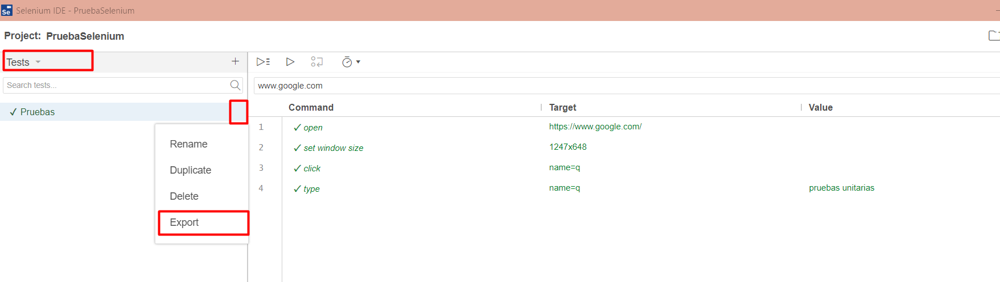 Se Selenium IDE - PruebaSelenium
Project: PruebaSelenium
Tests
Search tests...
✓ Pruebas
Rename
Duplicate
Delete
Export
www.google.com
Command Target Value
1 ✓ open https://www.google.com/
2 ✓ set window size 1247x648
3 ✓ click name=q
4 ✓ type name=q pruebas unitarias